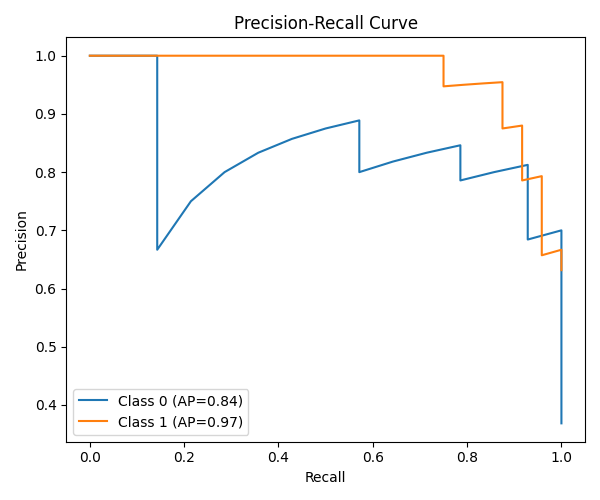 Precision-Recall Curve
1.0
0.9
0.8
0.7
0.6
0.5
0.4
Precision
Class 0 (AP=0.84)
Class 1 (AP=0.97)
0.0 0.2 0.4 0.6 0.8 1.0
Recall